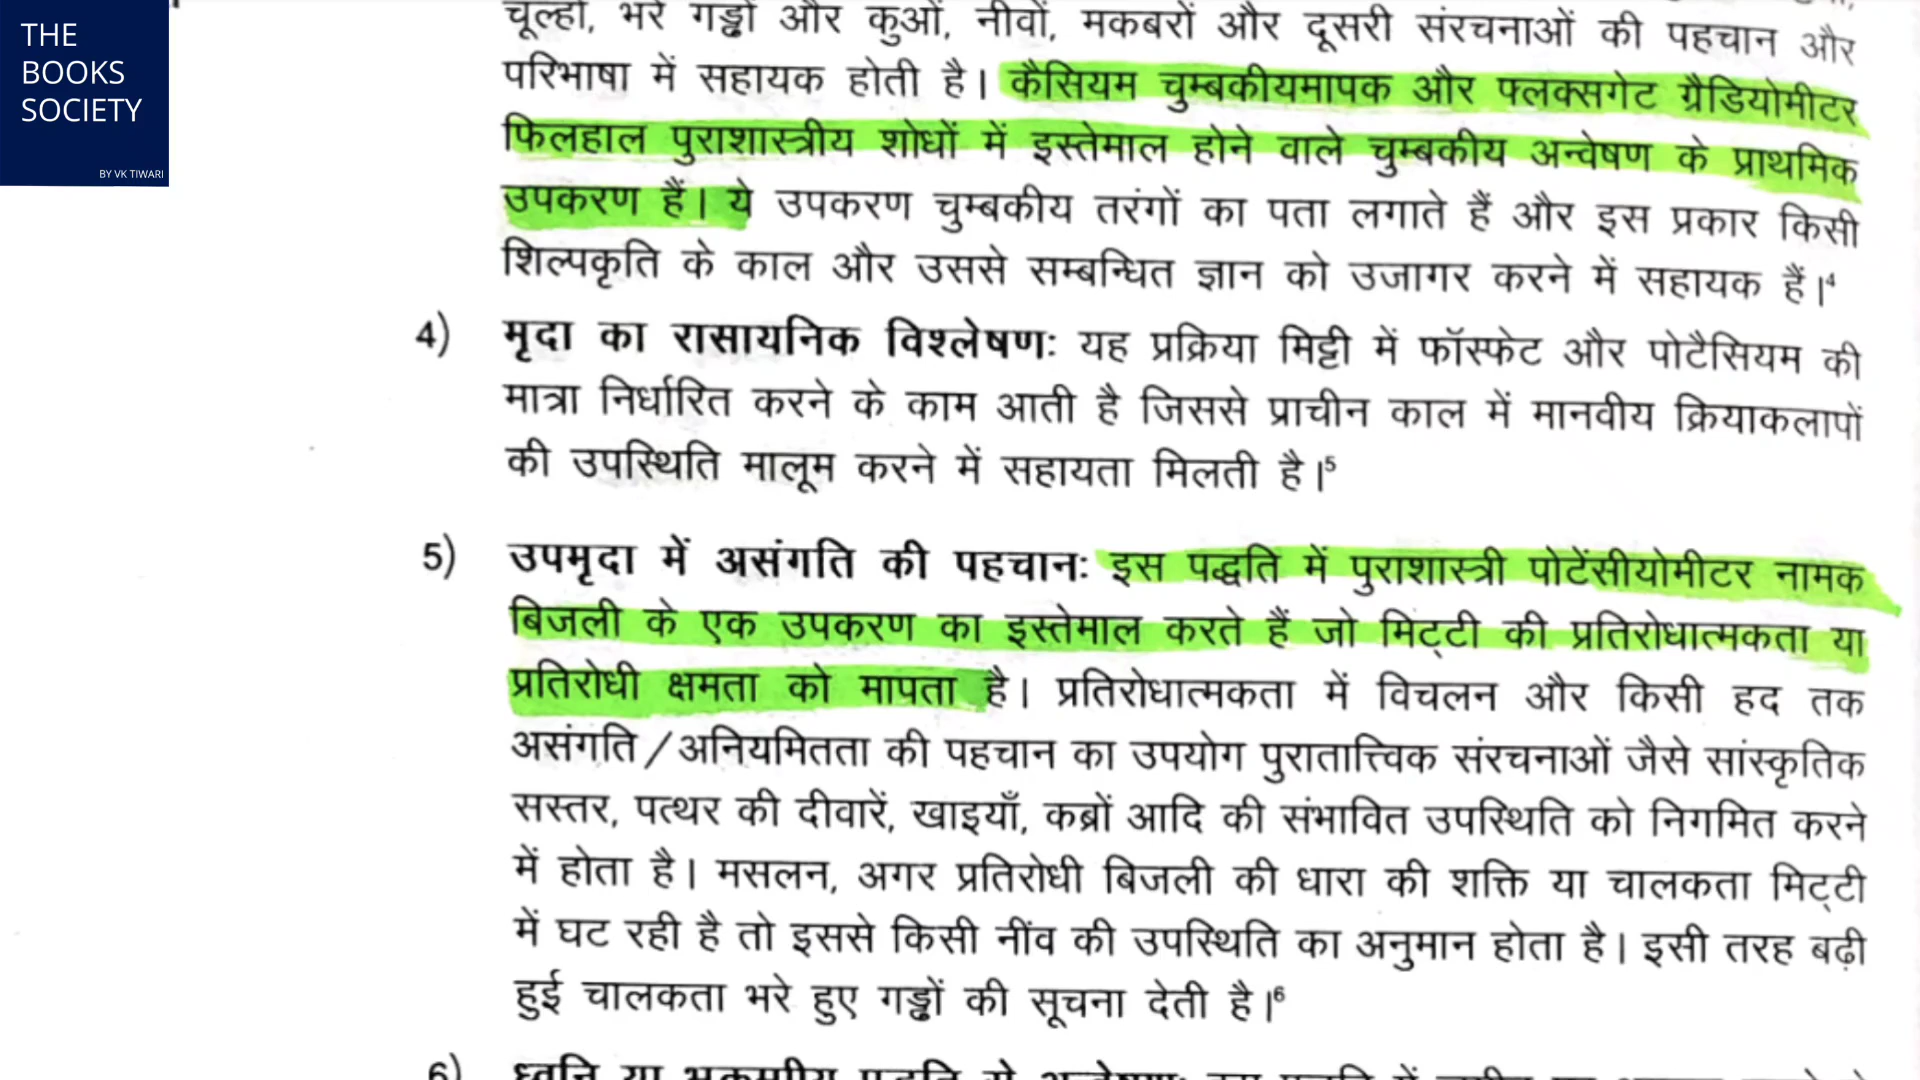 THE
BOOKS
SOCIETY
BY VK TIWARI
चूल्हों, भरे गड्ढों और कुओं, नीवों, मकबरों और दूसरी संरचनाओं की पहचान और
परिभाषा में सहायक होती है। कैसियम चुम्बकीयमापक और फ्लक्सगेट ग्रैडियोमीटर
फिलहाल पुराशास्त्रीय शोधों में इस्तेमाल होने वाले चुम्बकीय अन्वेषण के प्राथमिक
उपकरण हैं। ये उपकरण चुम्बकीय तरंगों का पता लगाते हैं और इस प्रकार किसी
शिल्पकृति के काल और उससे सम्बन्धित ज्ञान को उजागर करने में सहायक हैं।⁴
4) मृदा का रासायनिक विश्लेषण: यह प्रक्रिया मिट्टी में फॉस्फेट और पोटैसियम की
मात्रा निर्धारित करने के काम आती है जिससे प्राचीन काल में मानवीय क्रियाकलापों
की उपस्थिति मालूम करने में सहायता मिलती है।⁵
5) उपमृदा में असंगति की पहचान: इस पद्धति में पुराशास्त्री पोटेंसीयोमीटर नामक
बिजली के एक उपकरण का इस्तेमाल करते हैं जो मिट्टी की प्रतिरोधात्मकता या
प्रतिरोधी क्षमता को मापता है। प्रतिरोधात्मकता में विचलन और किसी हद तक
असंगति/अनियमितता की पहचान का उपयोग पुरातात्त्विक संरचनाओं जैसे सांस्कृतिक
सस्तर, पत्थर की दीवारें, खाइयाँ, कब्रों आदि की संभावित उपस्थिति को निगमित करने
में होता है। मसलन, अगर प्रतिरोधी बिजली की धारा की शक्ति या चालकता मिट्टी
में घट रही है तो इससे किसी नींव की उपस्थिति का अनुमान होता है। इसी तरह बढ़ी
हुई चालकता भरे हुए गड्ढों की सूचना देती है।⁶
6)